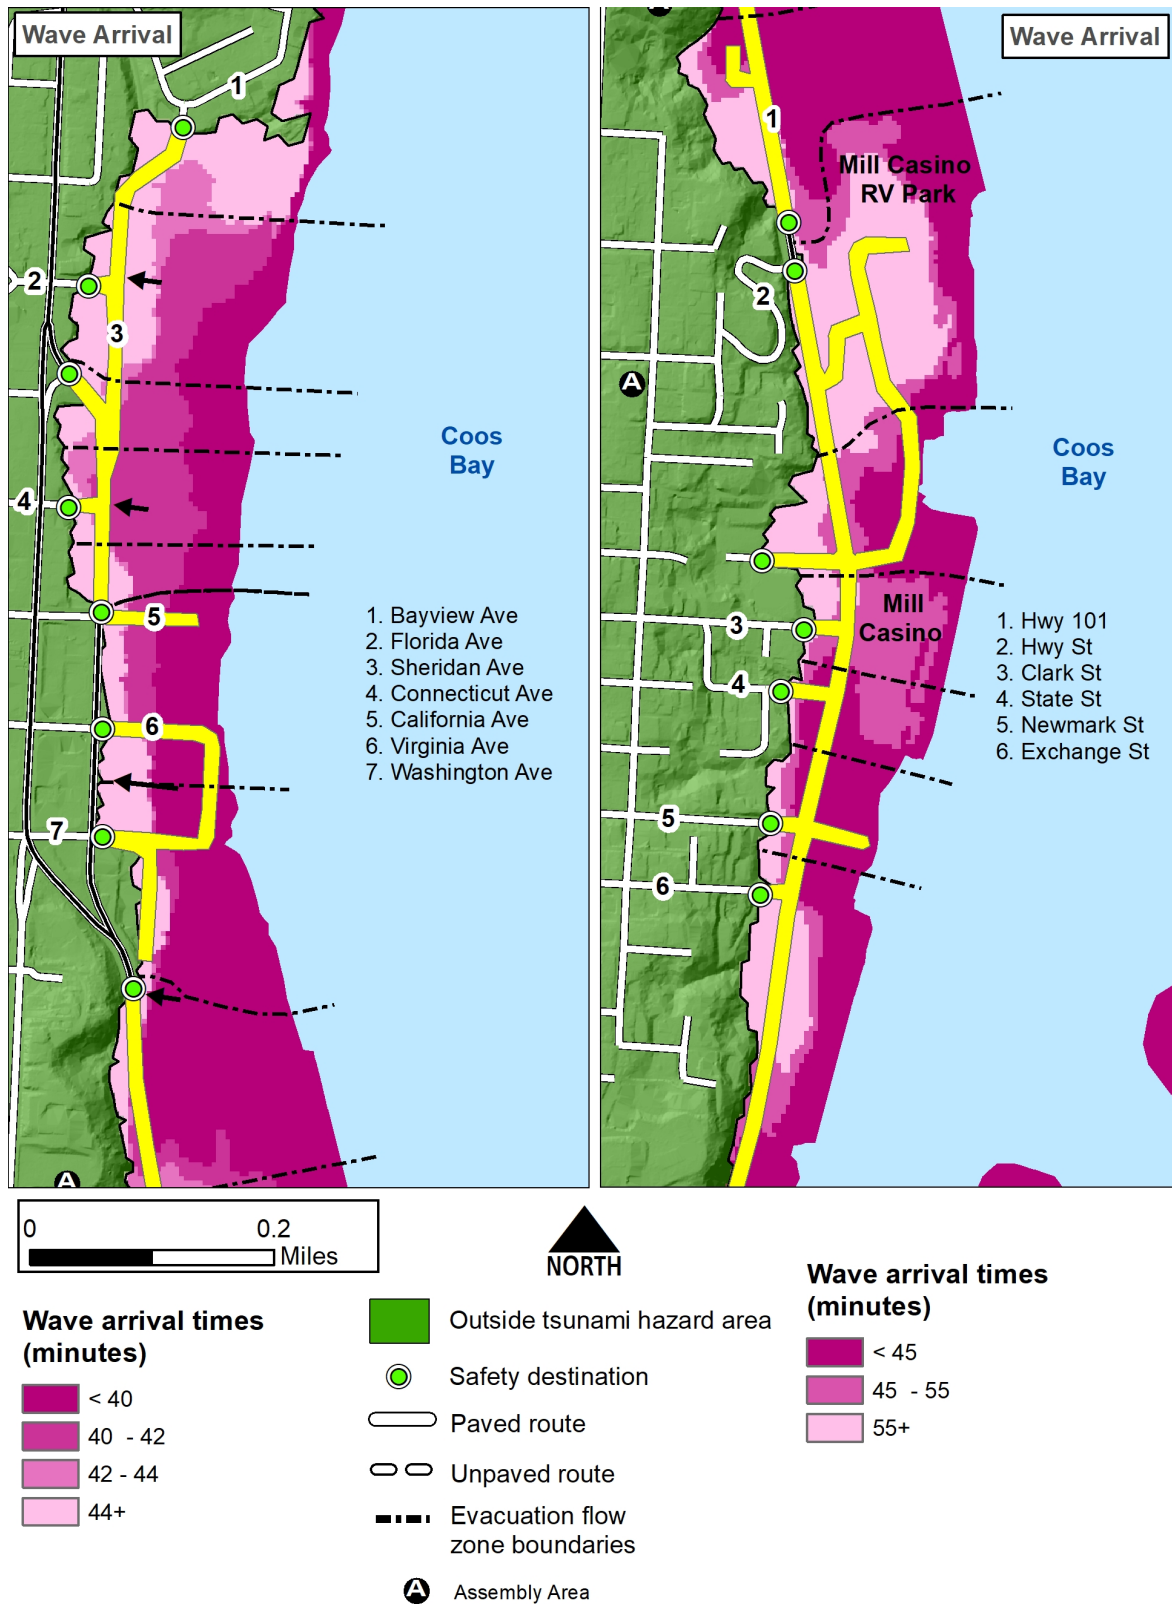 Wave Arrival
1
2
3
4
5
6
7
Coos
Bay
1. Bayview Ave
2. Florida Ave
3. Sheridan Ave
4. Connecticut Ave
5. California Ave
6. Virginia Ave
7. Washington Ave
A
Wave Arrival
1
Mill Casino
RV Park
2
A
Coos
Bay
Mill
Casino
3
4
5
6
1. Hwy 101
2. Hwy St
3. Clark St
4. State St
5. Newmark St
6. Exchange St
0 0.2
Miles
NORTH
Wave arrival times
(minutes)
< 40
40 - 42
42 - 44
44+
Outside tsunami hazard area
Safety destination
Paved route
Unpaved route
Evacuation flow
zone boundaries
A Assembly Area
Wave arrival times
(minutes)
< 45
45 - 55
55+